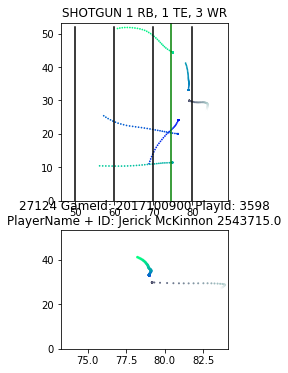 SHOTGUN 1 RB, 1 TE, 3 WR
50
40
30
20
10
0
50 60 70 80
27124 GameId: 2017100900 PlayId: 3598
PlayerName + ID: Jerick McKinnon 2543715.0
40
20
0
75.0 77.5 80.0 82.5